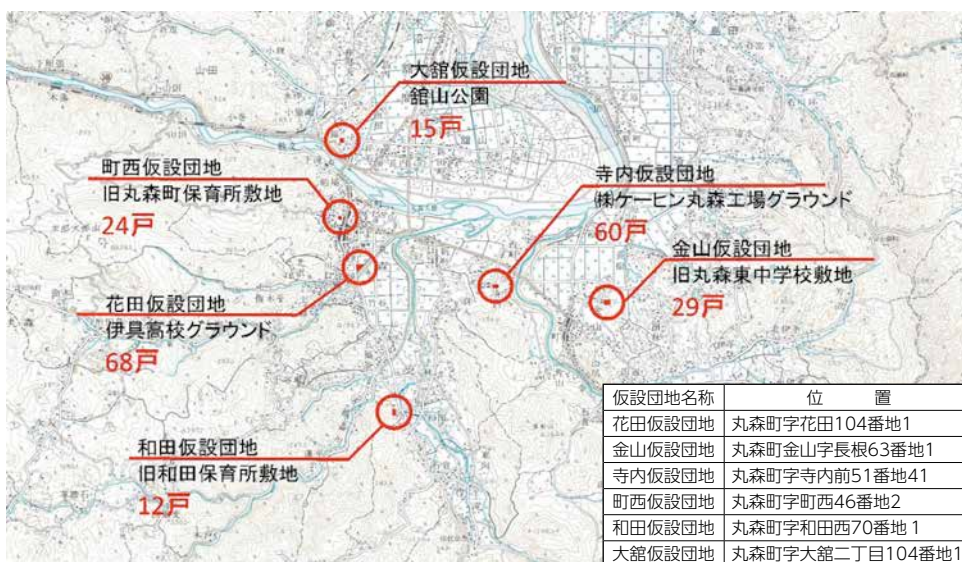 大舘仮設団地
舘山公園
15戸
町西仮設団地
旧丸森町保育所敷地
24戸
寺内仮設団地
㈱ケーヒン丸森工場グラウンド
60戸
金山仮設団地
旧丸森東中学校敷地
29戸
花田仮設団地
伊具高校グラウンド
68戸
和田仮設団地
旧和田保育所敷地
12戸
仮設団地名称 位　置
花田仮設団地 丸森町字花田104番地1
金山仮設団地 丸森町金山字長根63番地1
寺内仮設団地 丸森町字寺内前51番地41
町西仮設団地 丸森町字町西46番地2
和田仮設団地 丸森町字和田西70番地１
大舘仮設団地 丸森町字大舘二丁目104番地1